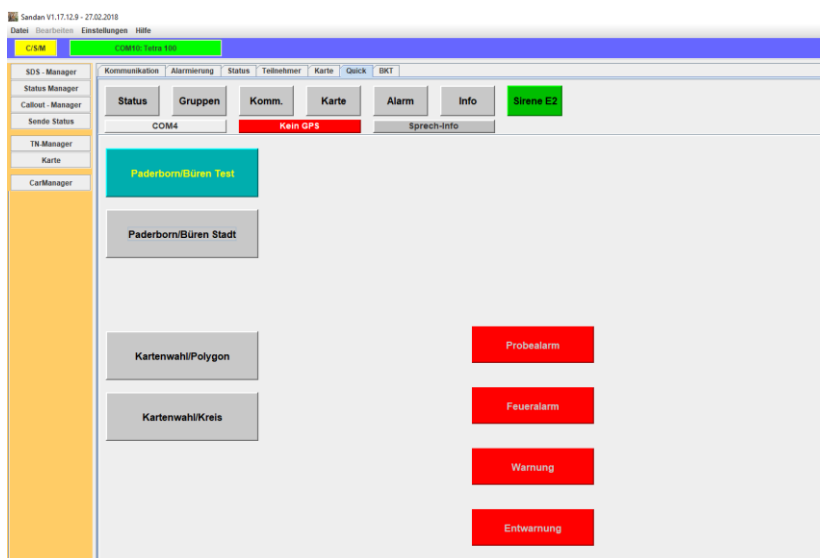 Sandan V1.17.12.9 - 27.02.2018
Datei Bearbeiten Einstellungen Hilfe
C/S/M COM10: Tetra 100
SDS - Manager
Status Manager
Callout - Manager
Sende Status
TN-Manager
Karte
CarManager
Kommunikation Alarmierung Status Teilnehmer Karte Quick BKT
Status Gruppen Komm. Karte Alarm Info Sirene E2
COM4 Kein GPS Sprech-Info
Paderborn/Büren Test
Paderborn/Büren Stadt
Kartenwahl/Polygon
Kartenwahl/Kreis
Probealarm
Feueralarm
Warnung
Entwarnung